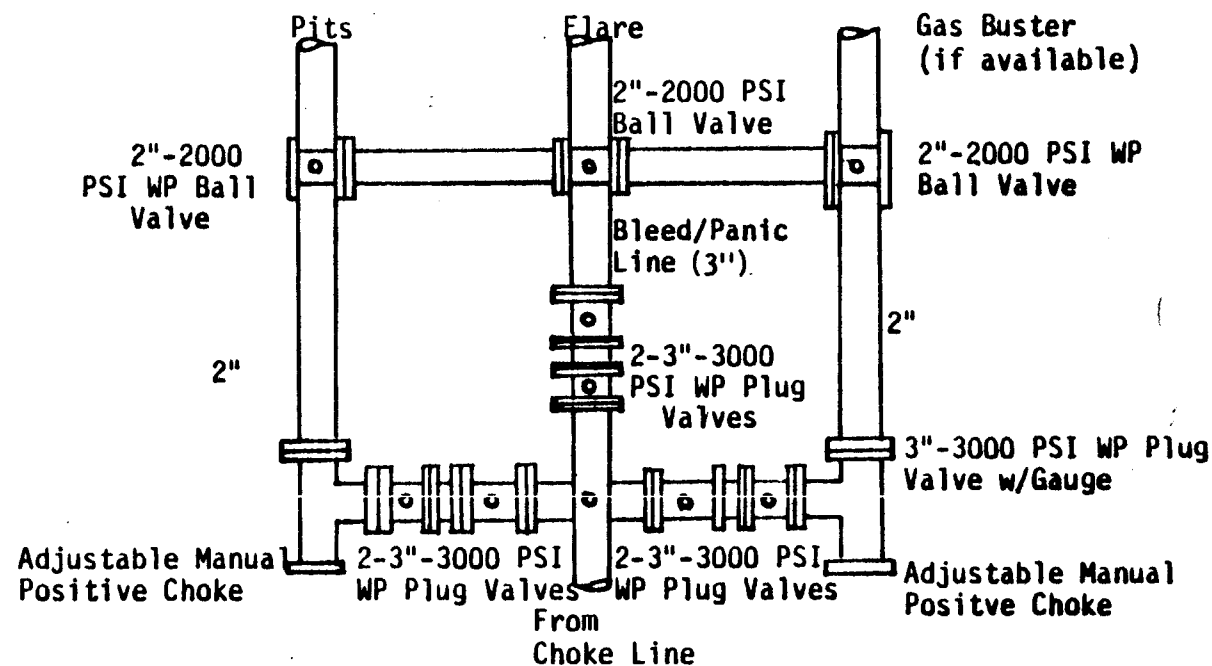 Pits
Flare
Gas Buster
(if available)
2"-2000 PSI
Ball Valve
2"-2000
PSI WP Ball
Valve
2"-2000 PSI WP
Ball Valve
Bleed/Panic
Line (3")
2"
2"
2-3"-3000
PSI WP Plug
Valves
3"-3000 PSI WP Plug
Valve w/Gauge
Adjustable Manual
Positive Choke
2-3"-3000 PSI
WP Plug Valves
2-3"-3000 PSI
WP Plug Valves
Adjustable Manual
Positve Choke
From
Choke Line